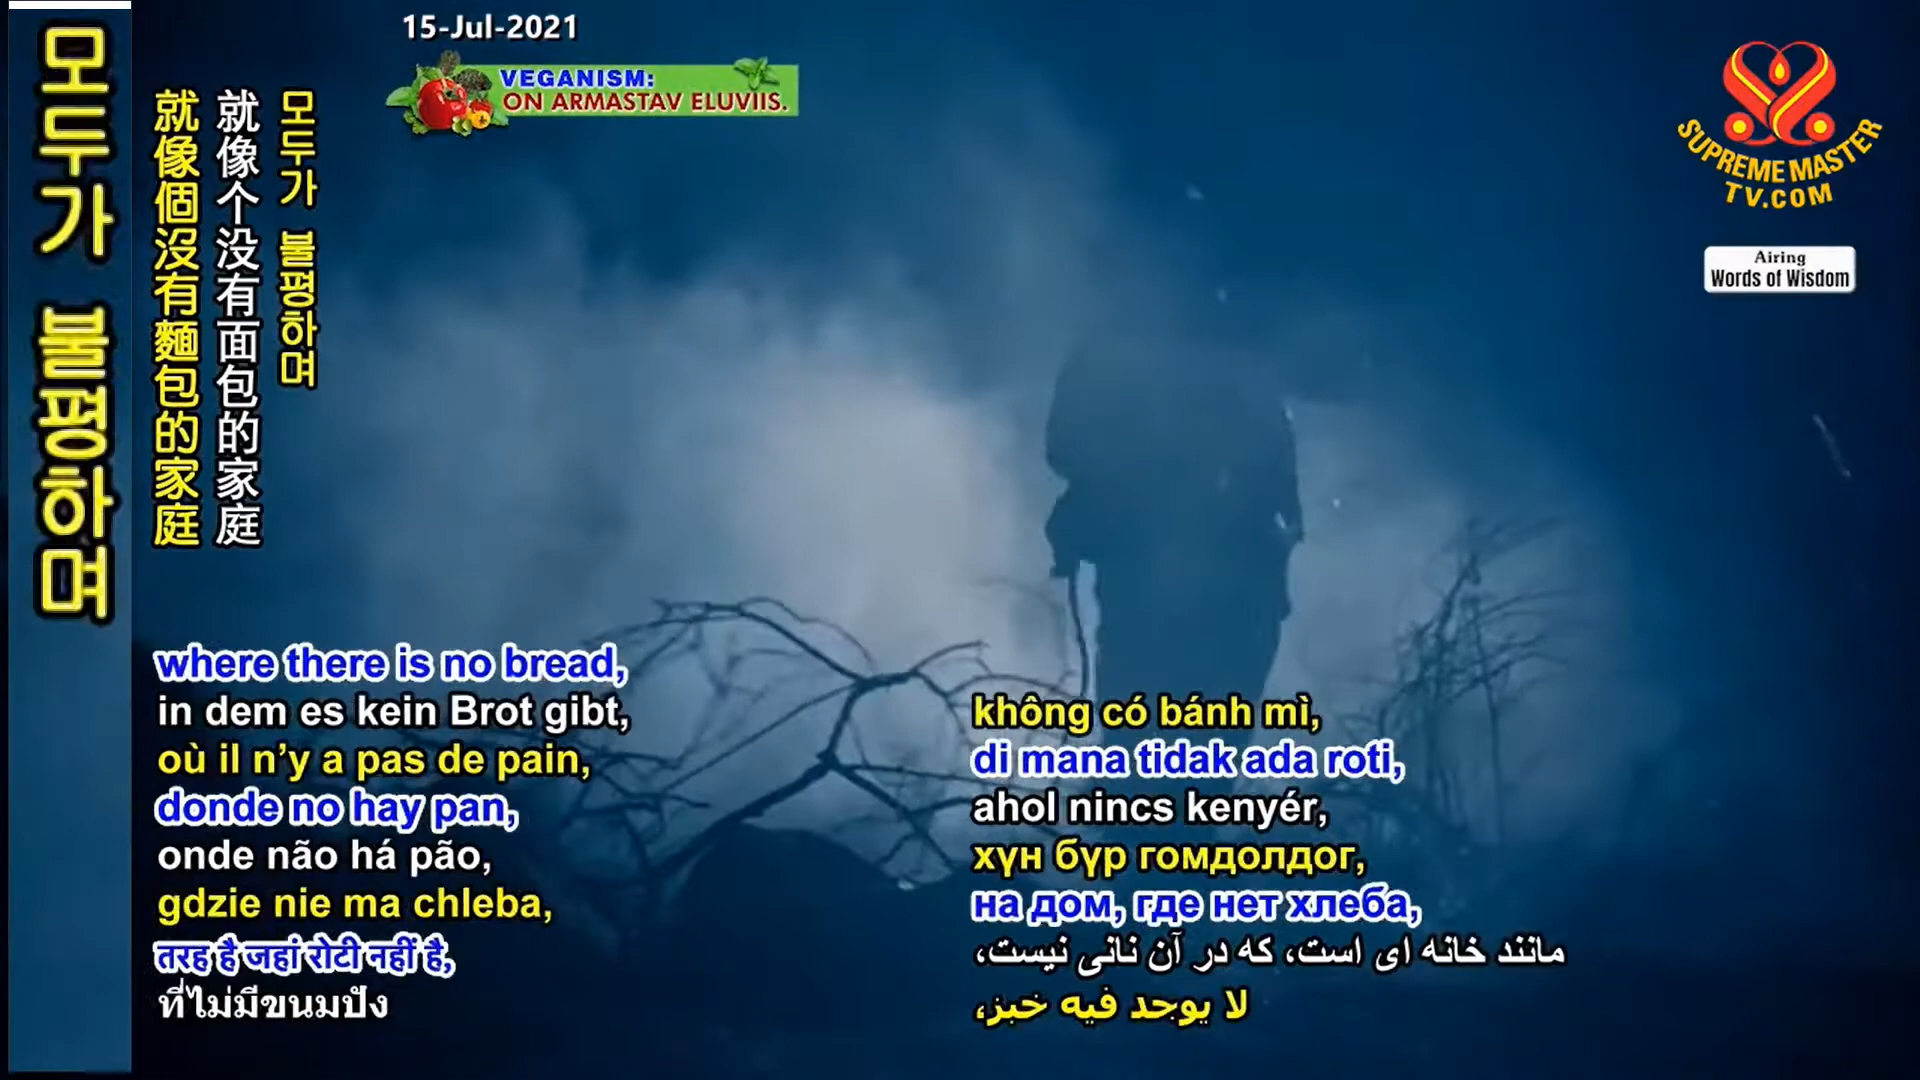 모두가 불평하며
就像個沒有麵包的家庭
就像个没有面包的家庭
모두가 불평하며
15-Jul-2021
VEGANISM:
ON ARMASTAV ELUVIIS.
SUPREME MASTER
TV.COM
Airing
Words of Wisdom
where there is no bread,
in dem es kein Brot gibt,
où il n’y a pas de pain,
donde no hay pan,
onde não há pão,
gdzie nie ma chleba,
तरह है जहां रोटी नहीं है,
ที่ไม่มีขนมปัง
không có bánh mì,
di mana tidak ada roti,
ahol nincs kenyér,
хүн бүр гомдолдог,
на дом, где нет хлеба,
مانند خانه ای است، که در آن نانی نیست،
لا يوجد فيه خبز،